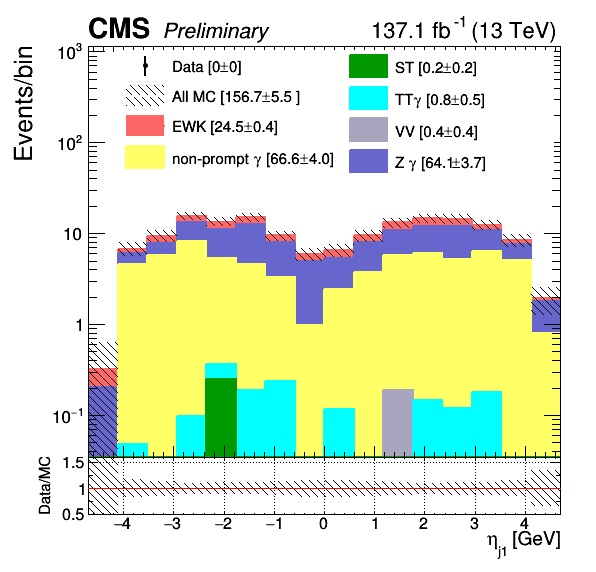 CMS Preliminary 137.1 fb⁻¹ (13 TeV)
Events/bin
Data [0±0]
All MC [156.7±5.5 ]
EWK [24.5±0.4]
non-prompt γ [66.6±4.0]
ST [0.2±0.2]
TTγ [0.8±0.5]
VV [0.4±0.4]
Z γ [64.1±3.7]
10³
10²
10
1
10⁻¹
Data/MC
1.5
1
0.5
−4 −3 −2 −1 0 1 2 3 4
η_j1 [GeV]